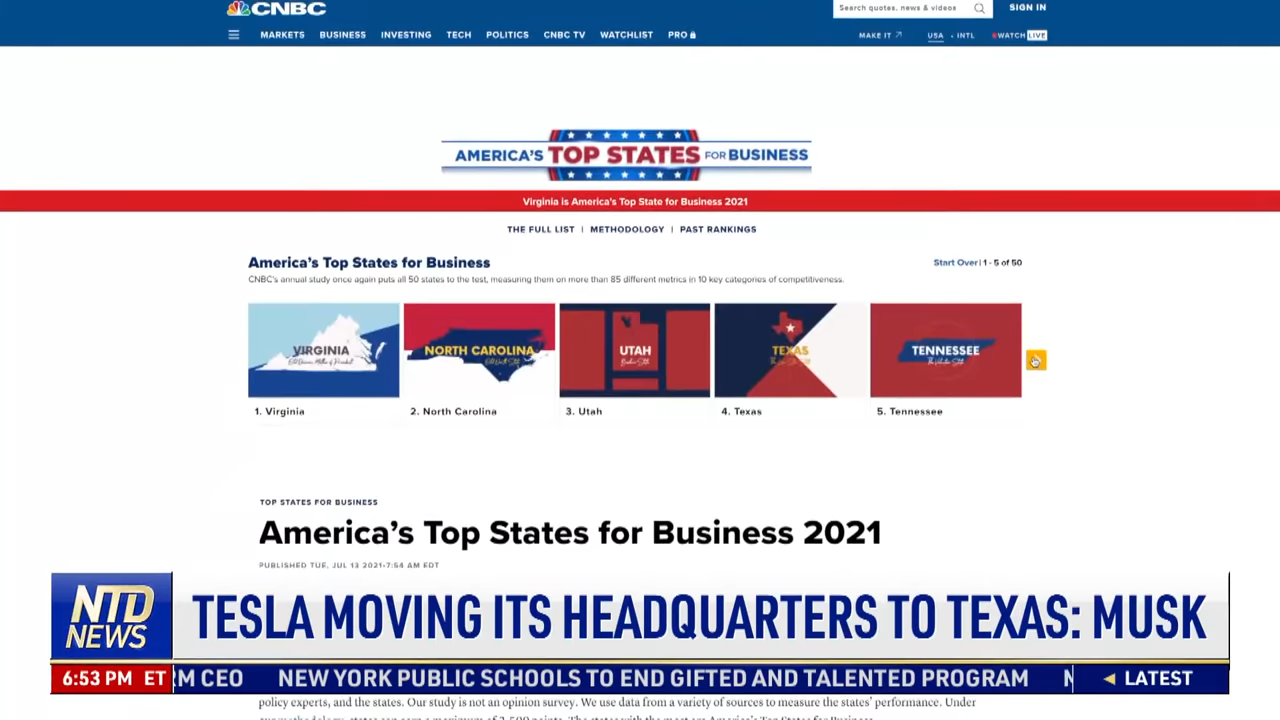 CNBC
Search quotes, news & videos
SIGN IN
MARKETS BUSINESS INVESTING TECH POLITICS CNBC TV WATCHLIST PRO
MAKE IT USA • INTL WATCH LIVE
AMERICA'S TOP STATES FOR BUSINESS
Virginia is America's Top State for Business 2021
THE FULL LIST | METHODOLOGY | PAST RANKINGS
America's Top States for Business
Start Over | 1 - 5 of 50
CNBC's annual study once again puts all 50 states to the test, measuring them on more than 85 different metrics in 10 key categories of competitiveness.
VIRGINIA
NORTH CAROLINA
UTAH
TEXAS
TENNESSEE
The Volunteer State
1. Virginia
2. North Carolina
3. Utah
4. Texas
5. Tennessee
TOP STATES FOR BUSINESS
America's Top States for Business 2021
PUBLISHED TUE, JUL 13 2021 • 7:54 AM EDT
NTD NEWS
TESLA MOVING ITS HEADQUARTERS TO TEXAS: MUSK
6:53 PM ET
RM CEO NEW YORK PUBLIC SCHOOLS TO END GIFTED AND TALENTED PROGRAM
LATEST
policy experts, and the states. Our study is not an opinion survey. We use data from a variety of sources to measure the states' performance. Under